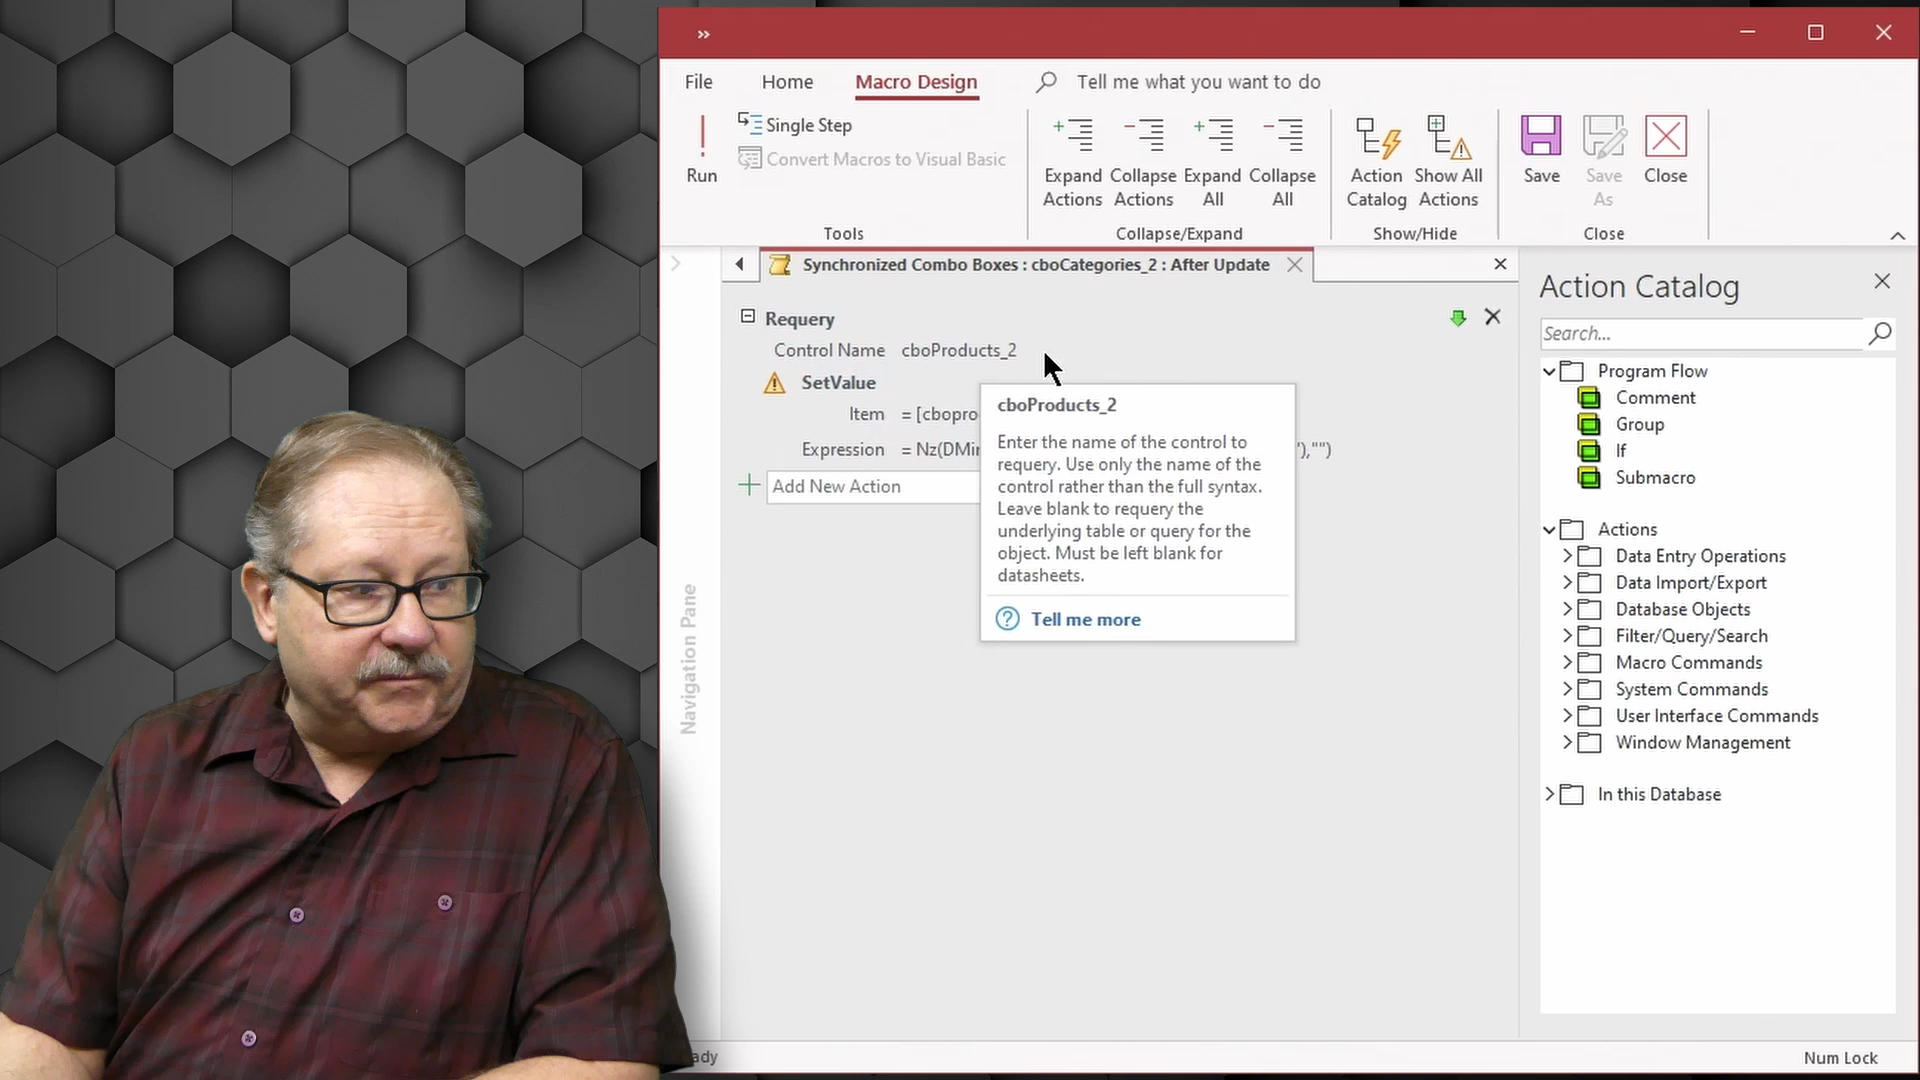 »
File Home Macro Design Tell me what you want to do
Run
Single Step
Convert Macros to Visual Basic
Tools
Expand Actions
Collapse Actions
Expand All
Collapse All
Collapse/Expand
Action Catalog
Show All Actions
Show/Hide
Save
Save As
Close
Close
Navigation Pane
Synchronized Combo Boxes : cboCategories_2 : After Update
Requery
Control Name cboProducts_2
SetValue
Item = [cbopro
Expression = Nz(DMin "),"")
Add New Action
cboProducts_2
Enter the name of the control to
requery. Use only the name of the
control rather than the full syntax.
Leave blank to requery the
underlying table or query for the
object. Must be left blank for
datasheets.
Tell me more
Action Catalog
Search...
Program Flow
Comment
Group
If
Submacro
Actions
Data Entry Operations
Data Import/Export
Database Objects
Filter/Query/Search
Macro Commands
System Commands
User Interface Commands
Window Management
In this Database
Num Lock